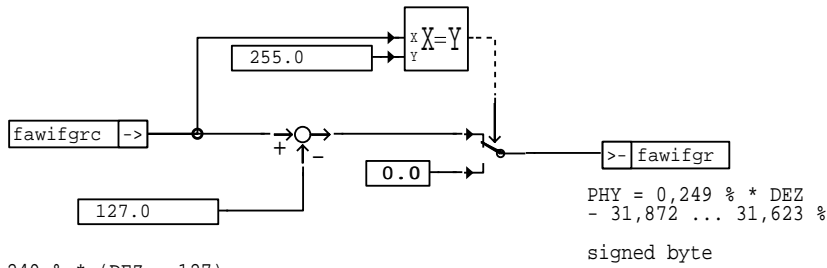 X
Y
X=Y
255.0
fawifgrc ->
+
-
0.0
>- fawifgr
127.0
PHY = 0,249 % * DEZ
- 31,872 ... 31,623 %
signed byte